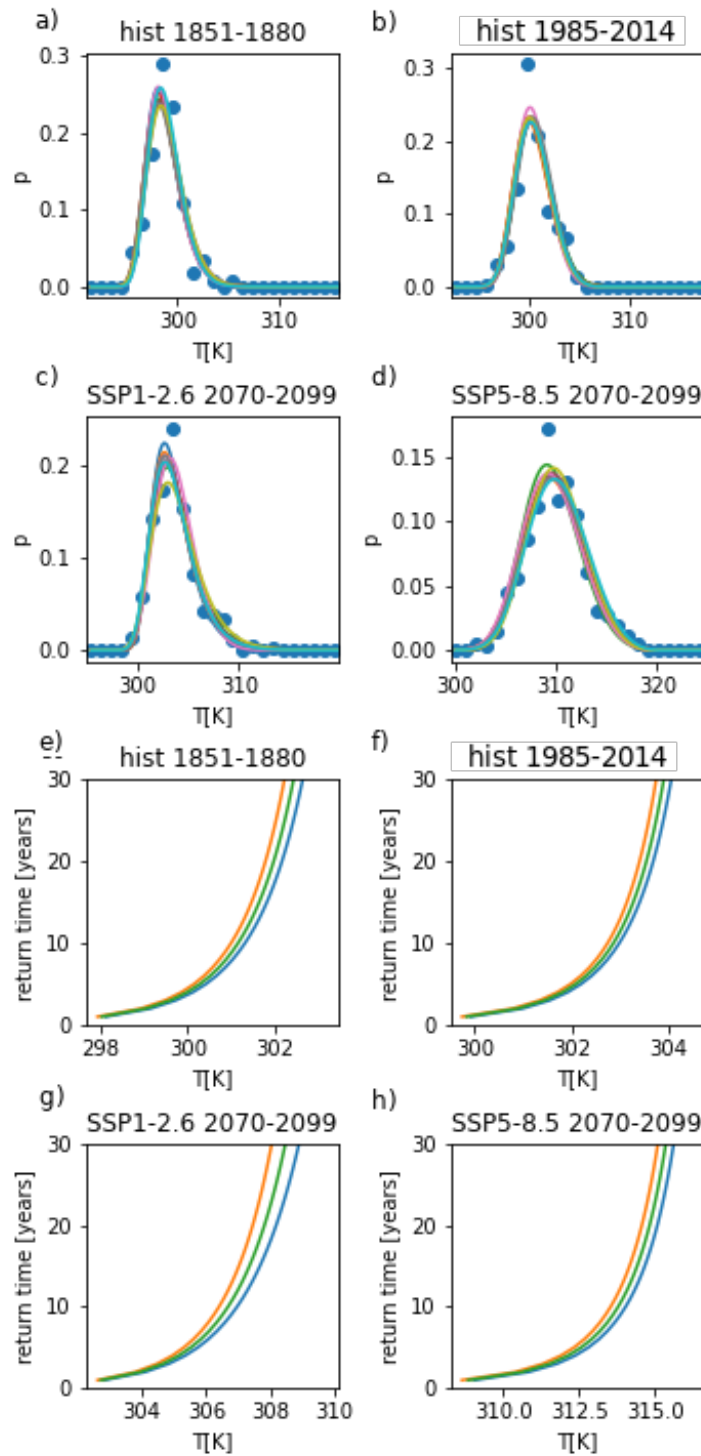 a) hist 1851-1880
b) hist 1985-2014
0.3
0.2
0.1
0.0
p
300 310
T[K]
0.3
0.2
0.1
0.0
p
300 310
T[K]
c) SSP1-2.6 2070-2099
d) SSP5-8.5 2070-2099
0.2
0.1
0.0
p
300 310
T[K]
0.15
0.10
0.05
0.00
p
300 310 320
T[K]
e) hist 1851-1880
f) hist 1985-2014
30
20
10
0
return time [years]
298 300 302
T[K]
30
20
10
0
return time [years]
300 302 304
T[K]
g) SSP1-2.6 2070-2099
h) SSP5-8.5 2070-2099
30
20
10
0
return time [years]
304 306 308 310
T[K]
30
20
10
0
return time [years]
310.0 312.5 315.0
T[K]